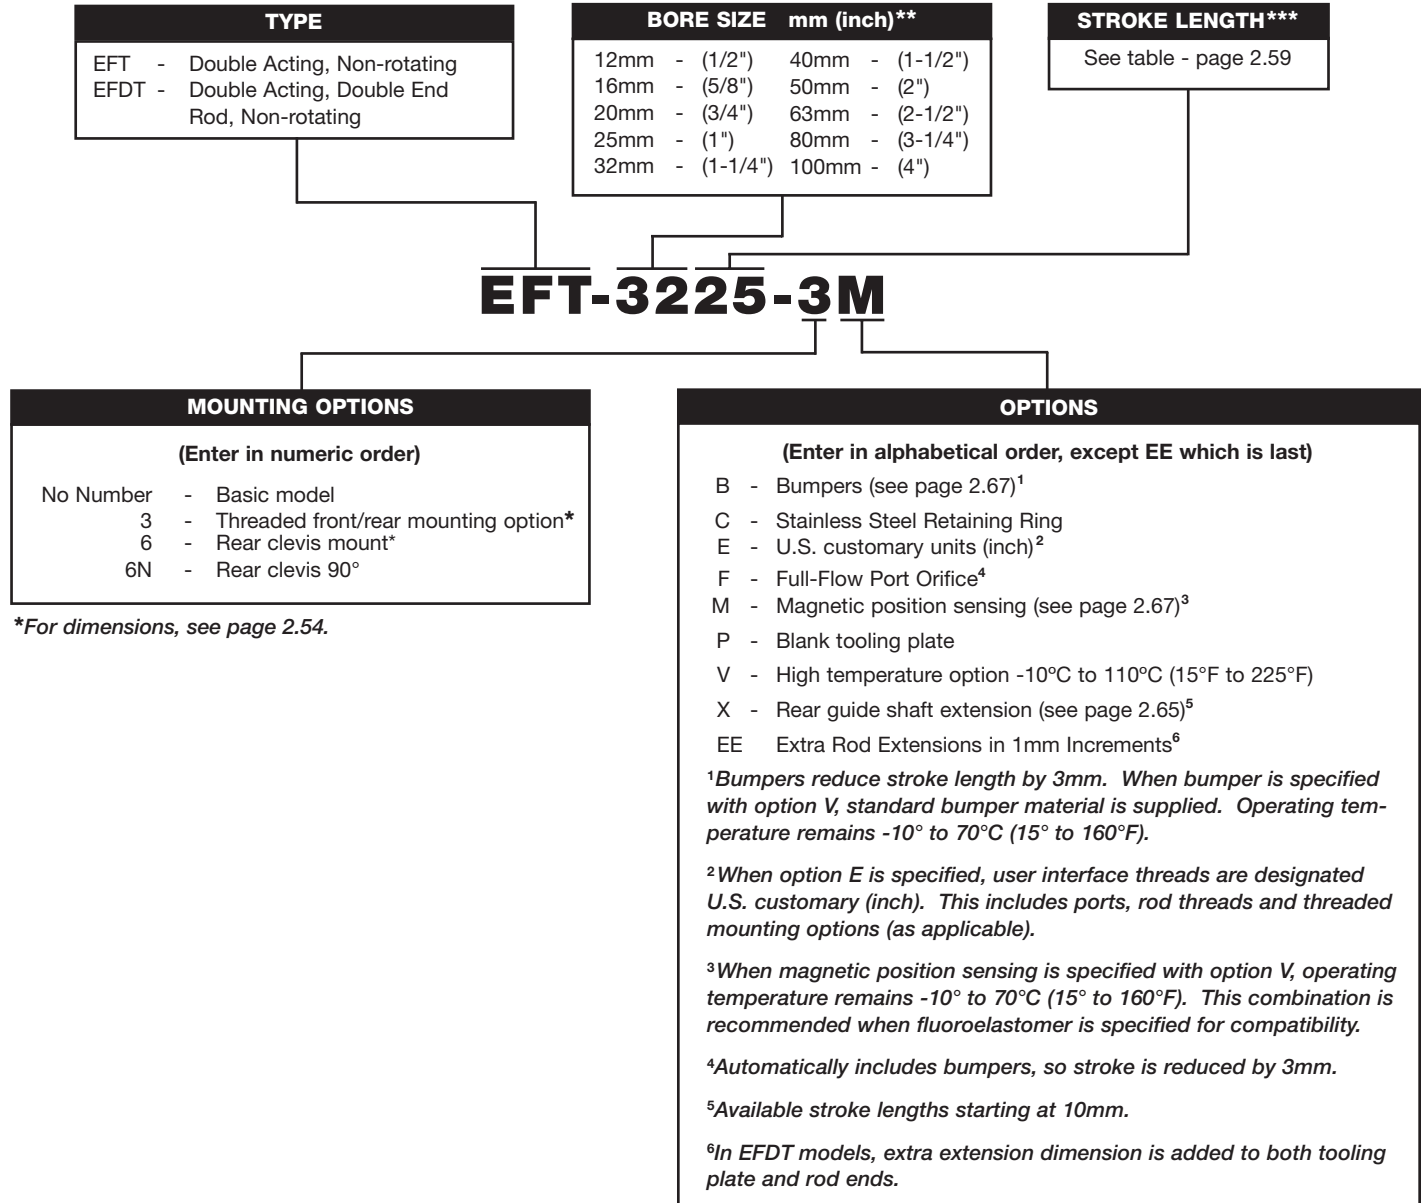 TYPE
EFT - Double Acting, Non-rotating
EFDT - Double Acting, Double End
Rod, Non-rotating
BORE SIZE mm (inch)**
12mm - (1/2") 40mm - (1-1/2")
16mm - (5/8") 50mm - (2")
20mm - (3/4") 63mm - (2-1/2")
25mm - (1") 80mm - (3-1/4")
32mm - (1-1/4") 100mm - (4")
STROKE LENGTH***
See table - page 2.59
EFT-3225-3M
MOUNTING OPTIONS
(Enter in numeric order)
No Number - Basic model
3 - Threaded front/rear mounting option*
6 - Rear clevis mount*
6N - Rear clevis 90°
*For dimensions, see page 2.54.
OPTIONS
(Enter in alphabetical order, except EE which is last)
B - Bumpers (see page 2.67)¹
C - Stainless Steel Retaining Ring
E - U.S. customary units (inch)²
F - Full-Flow Port Orifice⁴
M - Magnetic position sensing (see page 2.67)³
P - Blank tooling plate
V - High temperature option -10ºC to 110ºC (15°F to 225°F)
X - Rear guide shaft extension (see page 2.65)⁵
EE Extra Rod Extensions in 1mm Increments⁶
¹Bumpers reduce stroke length by 3mm. When bumper is specified
with option V, standard bumper material is supplied. Operating tem-
perature remains -10° to 70°C (15° to 160°F).
²When option E is specified, user interface threads are designated
U.S. customary (inch). This includes ports, rod threads and threaded
mounting options (as applicable).
³When magnetic position sensing is specified with option V, operating
temperature remains -10° to 70°C (15° to 160°F). This combination is
recommended when fluoroelastomer is specified for compatibility.
⁴Automatically includes bumpers, so stroke is reduced by 3mm.
⁵Available stroke lengths starting at 10mm.
⁶In EFDT models, extra extension dimension is added to both tooling
plate and rod ends.